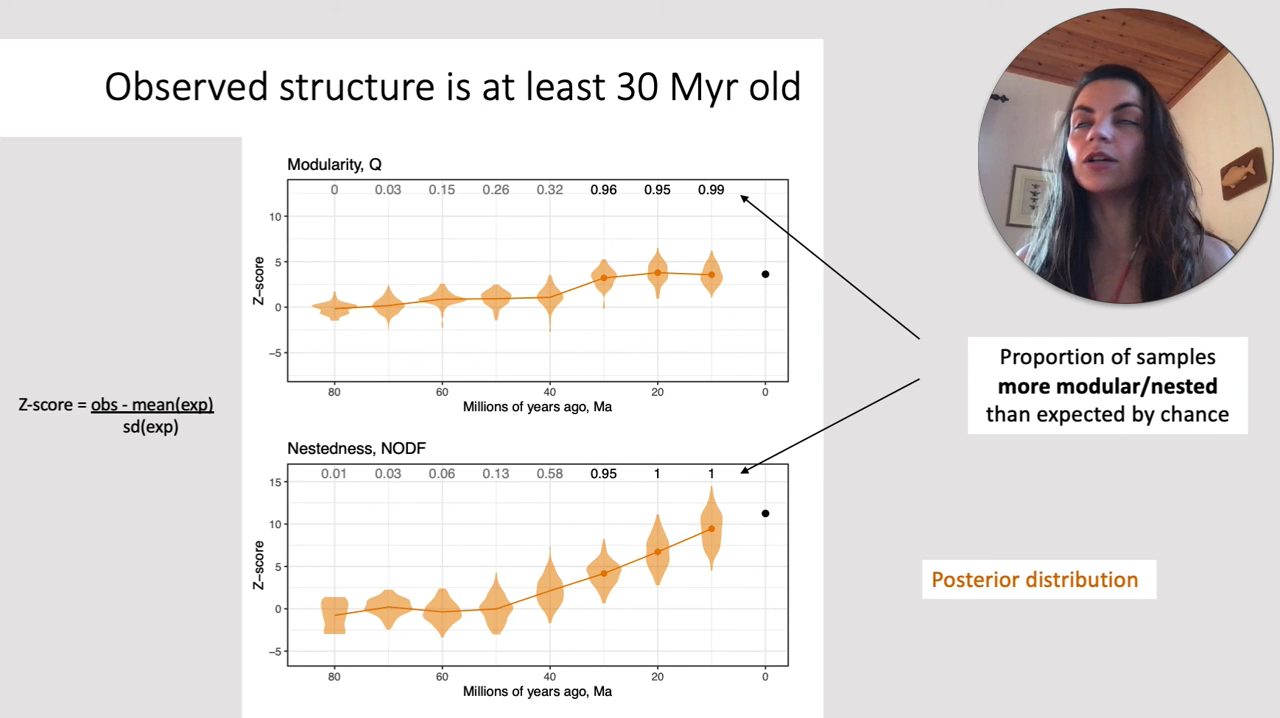 Observed structure is at least 30 Myr old
Modularity, Q
0 0.03 0.15 0.26 0.32 0.96 0.95 0.99
10
5
0
−5
Z−score
80 60 40 20 0
Millions of years ago, Ma
Z-score = obs - mean(exp)
sd(exp)
Nestedness, NODF
0.01 0.03 0.06 0.13 0.58 0.95 1 1
15
10
5
0
−5
Z−score
80 60 40 20 0
Millions of years ago, Ma
Proportion of samples
more modular/nested
than expected by chance
Posterior distribution